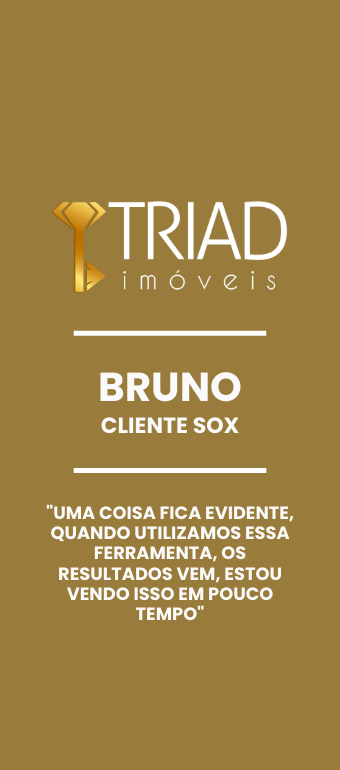 TRIAD
imóveis
BRUNO
CLIENTE SOX
"UMA COISA FICA EVIDENTE,
QUANDO UTILIZAMOS ESSA
FERRAMENTA, OS
RESULTADOS VEM, ESTOU
VENDO ISSO EM POUCO
TEMPO"